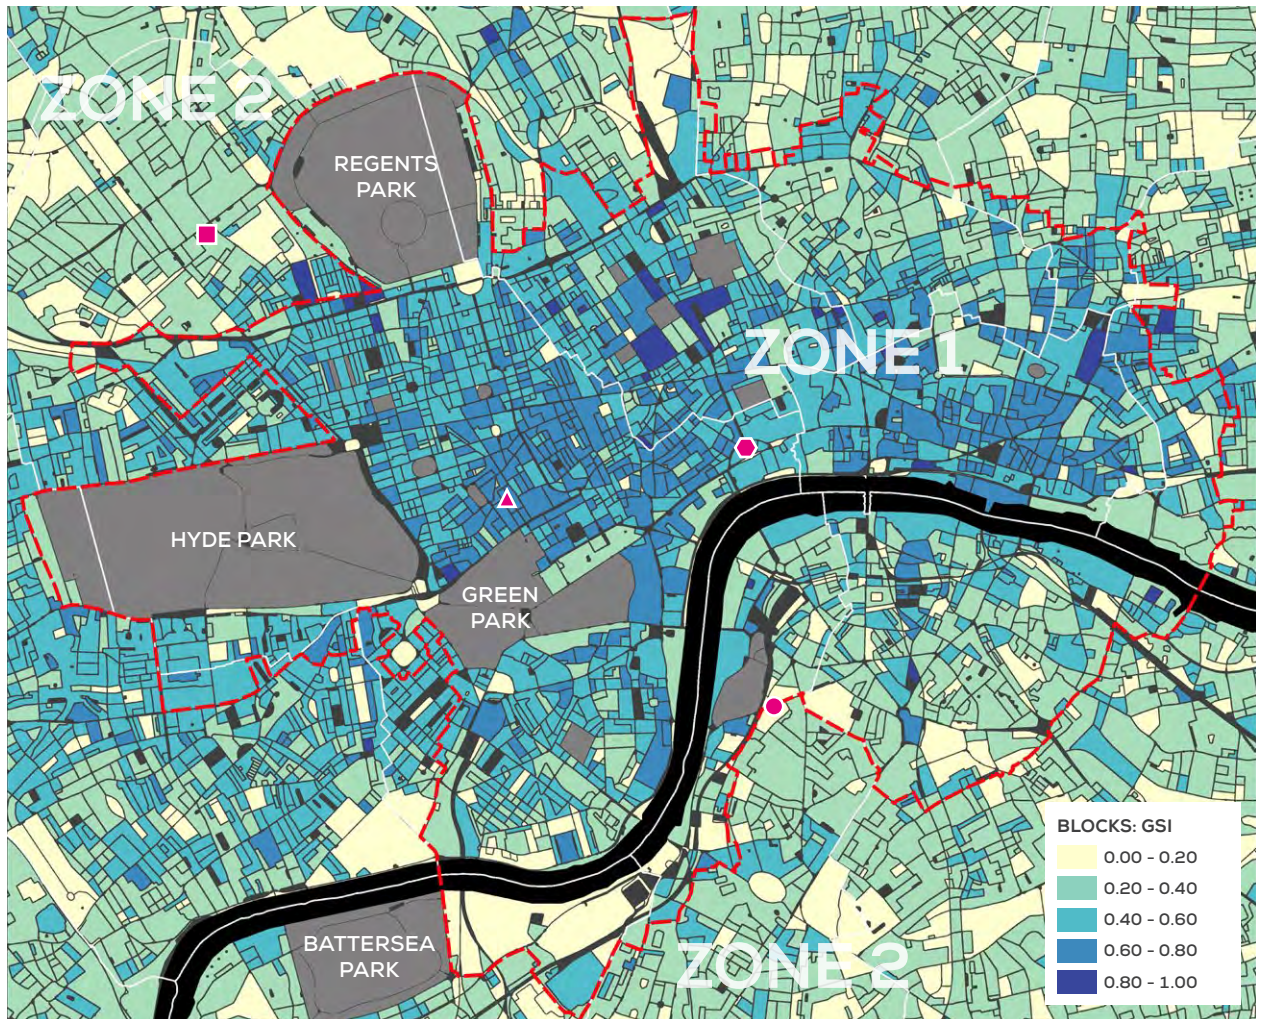 ZONE 2
REGENTS
PARK
ZONE 1
HYDE PARK
GREEN
PARK
BATTERSEA
PARK
ZONE 2
BLOCKS: GSI
0.00 - 0.20
0.20 - 0.40
0.40 - 0.60
0.60 - 0.80
0.80 - 1.00